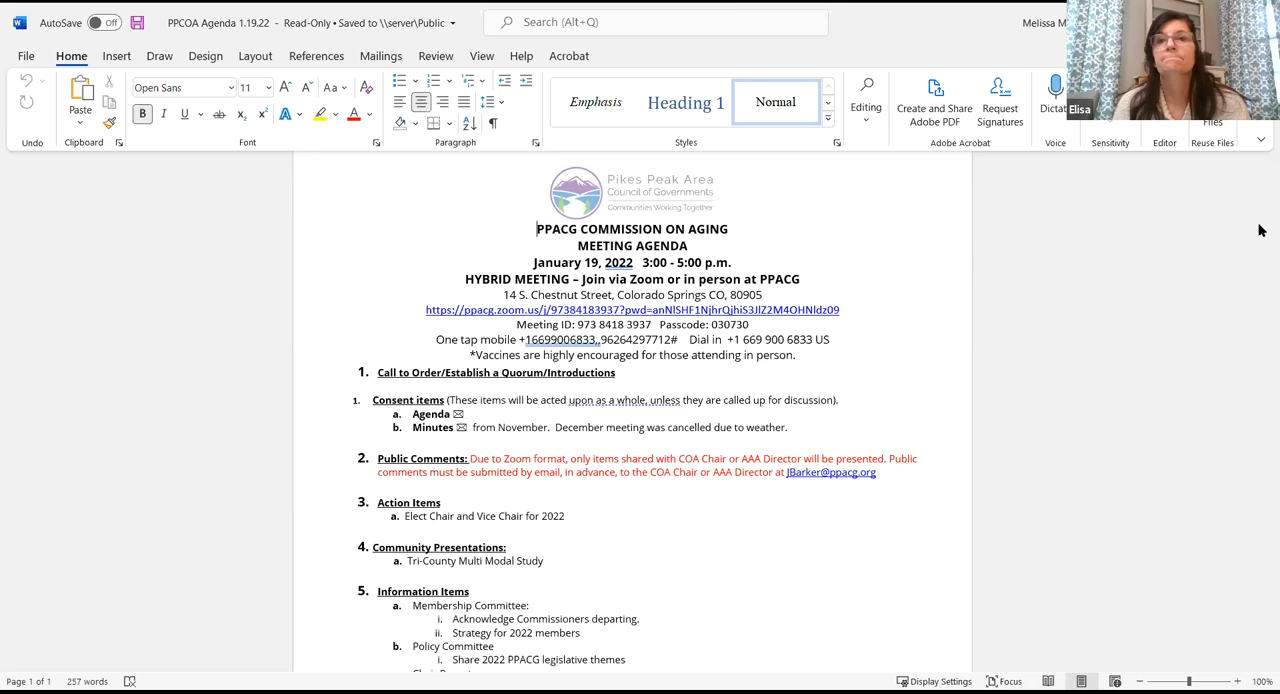 AutoSave Off PPCOA Agenda 1.19.22 - Read-Only • Saved to \\server\Public Search (Alt+Q) Melissa M
File Home Insert Draw Design Layout References Mailings Review View Help Acrobat
Open Sans 11 Aa
Paste
B I U ab x₂ x² A A
Emphasis Heading 1 Normal
Editing
Create and Share Adobe PDF
Request Signatures
Dictat
Files
Elisa
Undo Clipboard Font Paragraph Styles Adobe Acrobat Voice Sensitivity Editor Reuse Files
Pikes Peak Area
Council of Governments
Communities Working Together
PPACG COMMISSION ON AGING
MEETING AGENDA
January 19, 2022 3:00 - 5:00 p.m.
HYBRID MEETING – Join via Zoom or in person at PPACG
14 S. Chestnut Street, Colorado Springs CO, 80905
https://ppacg.zoom.us/j/97384183937?pwd=anNlSHF1NjhrQjhiS3JlZ2M4OHNldz09
Meeting ID: 973 8418 3937 Passcode: 030730
One tap mobile +16699006833,,96264297712# Dial in +1 669 900 6833 US
*Vaccines are highly encouraged for those attending in person.
1. Call to Order/Establish a Quorum/Introductions
1. Consent items (These items will be acted upon as a whole, unless they are called up for discussion).
a. Agenda ✉
b. Minutes ✉ from November. December meeting was cancelled due to weather.
2. Public Comments: Due to Zoom format, only items shared with COA Chair or AAA Director will be presented. Public
comments must be submitted by email, in advance, to the COA Chair or AAA Director at JBarker@ppacg.org
3. Action Items
a. Elect Chair and Vice Chair for 2022
4. Community Presentations:
a. Tri-County Multi Modal Study
5. Information Items
a. Membership Committee:
i. Acknowledge Commissioners departing.
ii. Strategy for 2022 members
b. Policy Committee
i. Share 2022 PPACG legislative themes
Page 1 of 1 257 words Display Settings Focus 100%